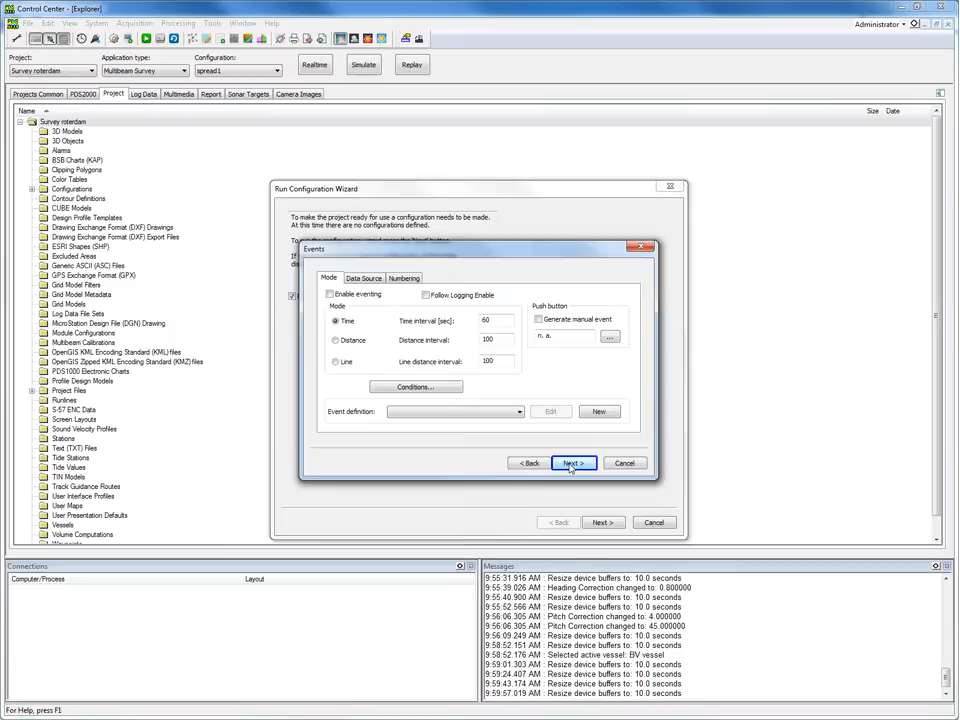 Control Center - [Explorer]
File Edit View System Acquisition Processing Tools Window Help
Administrator
Project: Application type: Configuration:
Survey roterdam Multibeam Survey spread1 Realtime Simulate Replay
Projects Common PDS2000 Project Log Data Multimedia Report Sonar Targets Camera Images
Name Size Date
Survey roterdam
3D Models
3D Objects
Alarms
BSB Charts (KAP)
Clipping Polygons
Color Tables
Configurations
Contour Definitions
CUBE Models
Design Profile Templates
Drawing Exchange Format (DXF) Drawings
Drawing Exchange Format (DXF) Export Files
ESRI Shapes (SHP)
Excluded Areas
Generic ASCII (ASC) Files
GPS Exchange Format (GPX)
Grid Model Filters
Grid Model Metadata
Grid Models
Log Data File Sets
MicroStation Design File (DGN) Drawing
Module Configurations
Multibeam Calibrations
OpenGIS KML Encoding Standard (KML) Files
OpenGIS Zipped KML Encoding Standard (KMZ) files
PDS1000 Electronic Charts
Profile Design Models
Project Files
Runlines
S-57 ENC Data
Screen Layouts
Sound Velocity Profiles
Stations
Text (TXT) Files
Tide Stations
Tide Values
TIN Models
Track Guidance Routes
User Interface Profiles
User Maps
User Presentation Defaults
Vessels
Volume Computations
Run Configuration Wizard
To make the project ready for use a configuration needs to be made.
At this time there are no configurations defined.
Events
Mode Data Source Numbering
Enable eventing Follow Logging Enable
Mode
Time Time interval [sec]: 60
Distance Distance interval: 100
Line Line distance interval: 100
Push button
Generate manual event
n. a. ...
Conditions...
Event definition: Edit New
< Back Next > Cancel
< Back Next > Cancel
Connections
Computer/Process Layout
Messages
9:55:31.916 AM : Resize device buffers to: 10.0 seconds
9:55:39.026 AM : Heading Correction changed to: 0.800000
9:55:40.900 AM : Resize device buffers to: 10.0 seconds
9:55:52.566 AM : Resize device buffers to: 10.0 seconds
9:56:06.305 AM : Pitch Correction changed to: 4.000000
9:56:06.305 AM : Pitch Correction changed to: 45.000000
9:56:09.249 AM : Resize device buffers to: 10.0 seconds
9:58:52.151 AM : Resize device buffers to: 10.0 seconds
9:58:52.176 AM : Selected active vessel: BV vessel
9:59:01.303 AM : Resize device buffers to: 10.0 seconds
9:59:24.407 AM : Resize device buffers to: 10.0 seconds
9:59:43.174 AM : Resize device buffers to: 10.0 seconds
9:59:57.019 AM : Resize device buffers to: 10.0 seconds
For Help, press F1